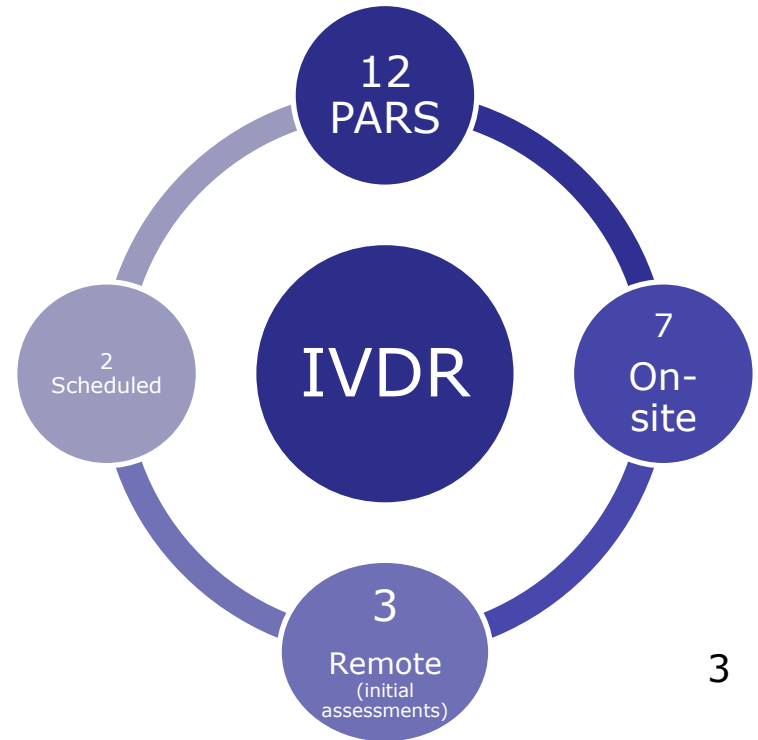 12
PARS
IVDR
7
On-
site
2
Scheduled
3
Remote
(initial
assessments)
3